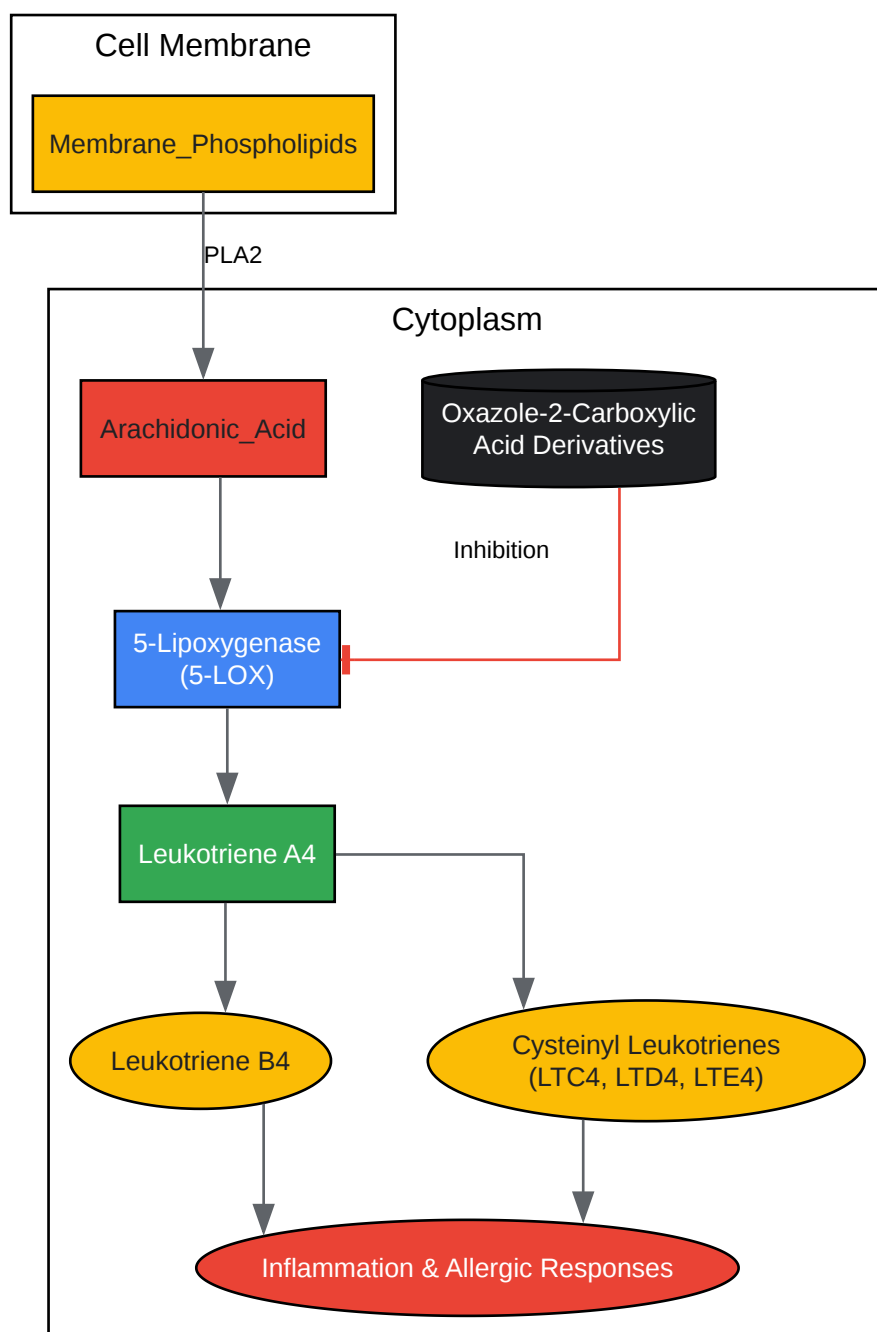 Cell Membrane
Membrane_Phospholipids
PLA2
Cytoplasm
Arachidonic_Acid
Oxazole-2-Carboxylic
Acid Derivatives
Inhibition
5-Lipoxygenase
(5-LOX)
Leukotriene A4
Leukotriene B4
Cysteinyl Leukotrienes
(LTC4, LTD4, LTE4)
Inflammation & Allergic Responses